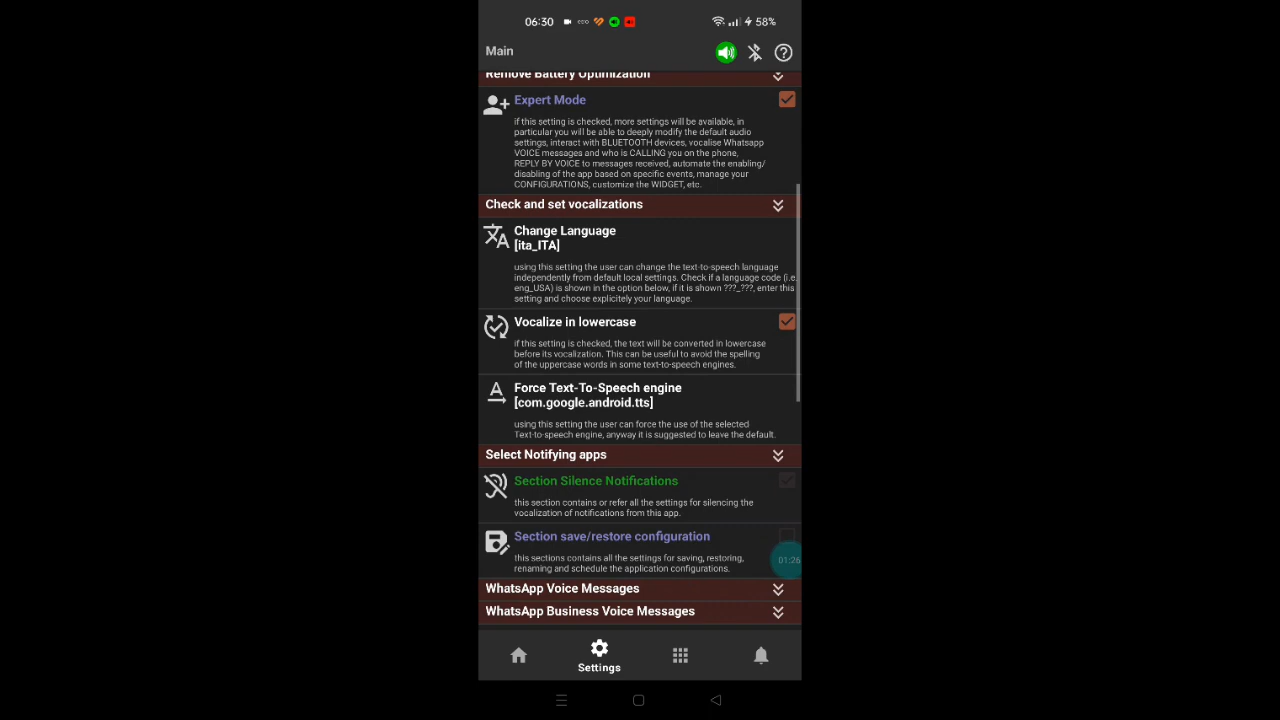 06:30
58%
Main
Remove Battery Optimization
Expert Mode
if this setting is checked, more settings will be available, in
particular you will be able to deeply modify the default audio
settings, interact with BLUETOOTH devices, vocalise Whatsapp
VOICE messages and who is CALLING you on the phone,
REPLY BY VOICE to messages received, automate the enabling/
disabling of the app based on specific events, manage your
CONFIGURATIONS, customize the WIDGET, etc.
Check and set vocalizations
Change Language
[ita_ITA]
using this setting the user can change the text-to-speech language
independently from default local settings. Check if a language code (i.e.
eng_USA) is shown in the option below, if it is shown ???_???, enter this
setting and choose explicitely your language.
Vocalize in lowercase
if this setting is checked, the text will be converted in lowercase
before its vocalization. This can be useful to avoid the spelling
of the uppercase words in some text-to-speech engines.
Force Text-To-Speech engine
[com.google.android.tts]
using this setting the user can force the use of the selected
Text-to-speech engine, anyway it is suggested to leave the default.
Select Notifying apps
Section Silence Notifications
this section contains or refer all the settings for silencing the
vocalization of notifications from this app.
Section save/restore configuration
this sections contains all the settings for saving, restoring,
renaming and schedule the application configurations.
01:26
WhatsApp Voice Messages
WhatsApp Business Voice Messages
Settings